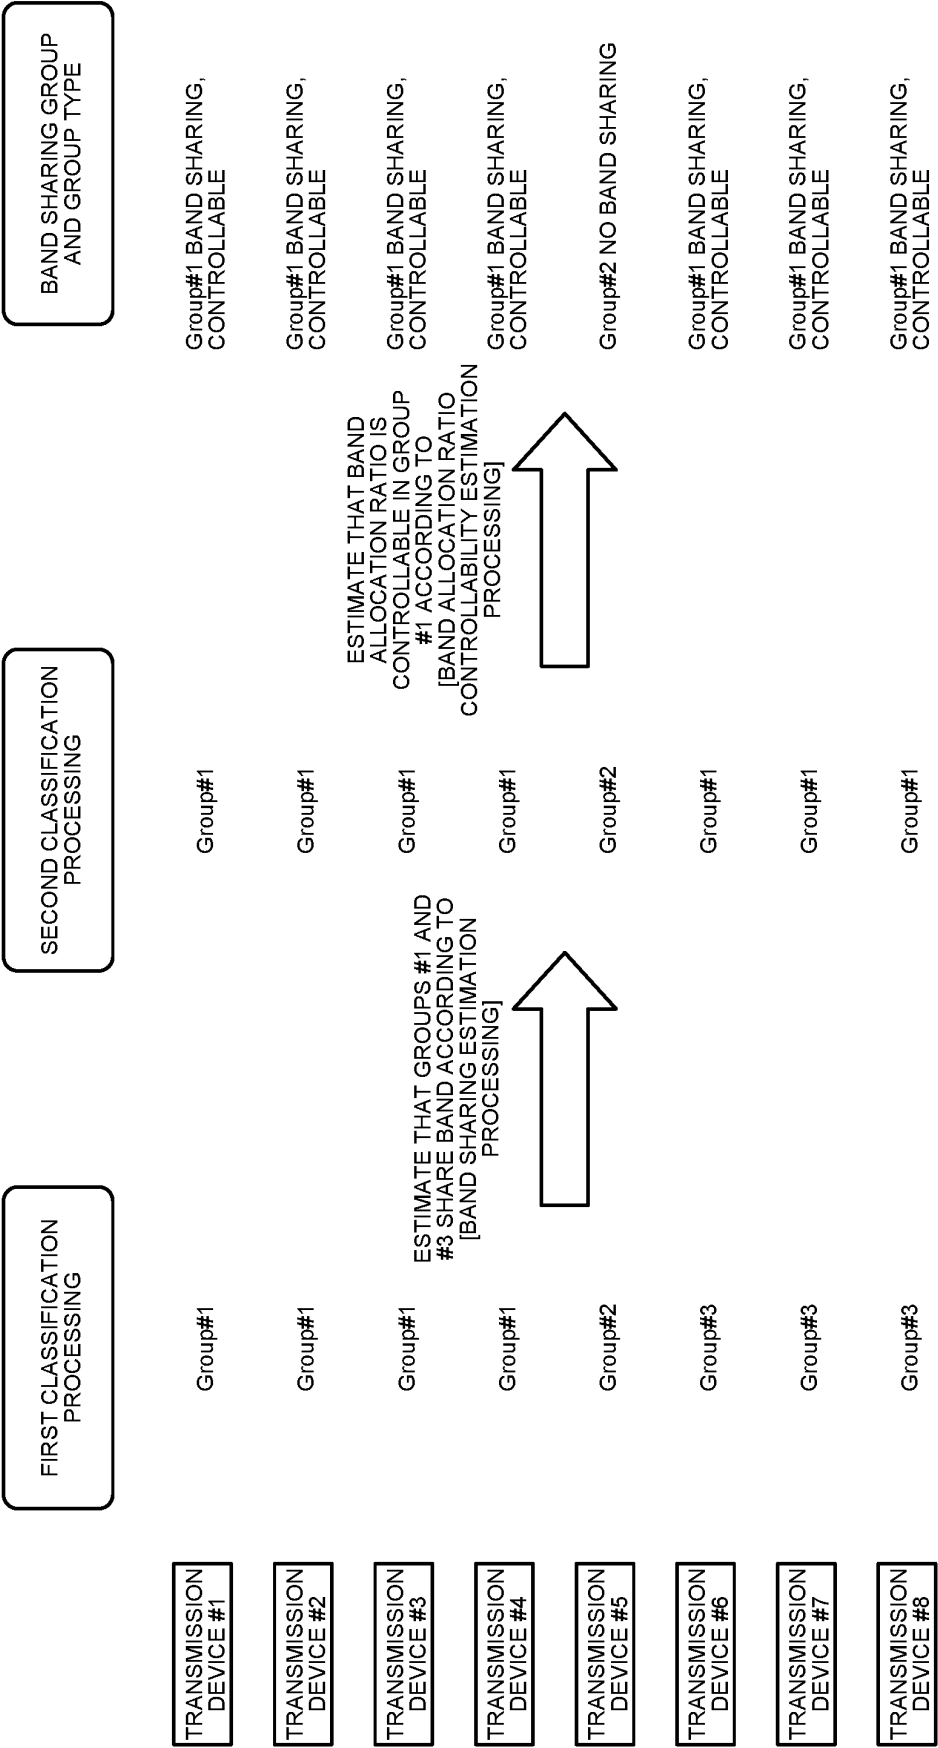 FIRST CLASSIFICATION
PROCESSING
SECOND CLASSIFICATION
PROCESSING
BAND SHARING GROUP
AND GROUP TYPE
TRANSMISSION
DEVICE #1
Group#1
Group#1
Group#1 BAND SHARING,
CONTROLLABLE
TRANSMISSION
DEVICE #2
Group#1
Group#1
Group#1 BAND SHARING,
CONTROLLABLE
TRANSMISSION
DEVICE #3
Group#1
Group#1
Group#1 BAND SHARING,
CONTROLLABLE
ESTIMATE THAT GROUPS #1 AND
#3 SHARE BAND ACCORDING TO
[BAND SHARING ESTIMATION
PROCESSING]
ESTIMATE THAT BAND
ALLOCATION RATIO IS
CONTROLLABLE IN GROUP
#1 ACCORDING TO
[BAND ALLOCATION RATIO
CONTROLLABILITY ESTIMATION
PROCESSING]
TRANSMISSION
DEVICE #4
Group#1
Group#1
Group#1 BAND SHARING,
CONTROLLABLE
TRANSMISSION
DEVICE #5
Group#2
Group#2
Group#2 NO BAND SHARING
TRANSMISSION
DEVICE #6
Group#3
Group#1
Group#1 BAND SHARING,
CONTROLLABLE
TRANSMISSION
DEVICE #7
Group#3
Group#1
Group#1 BAND SHARING,
CONTROLLABLE
TRANSMISSION
DEVICE #8
Group#3
Group#1
Group#1 BAND SHARING,
CONTROLLABLE